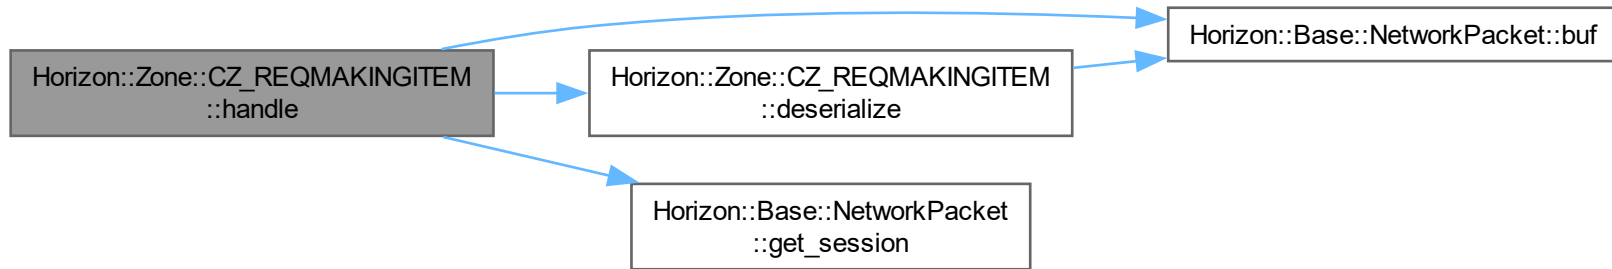 Horizon::Zone::CZ_REQMAKINGITEM
::handle
Horizon::Zone::CZ_REQMAKINGITEM
::deserialize
Horizon::Base::NetworkPacket::buf
Horizon::Base::NetworkPacket
::get_session